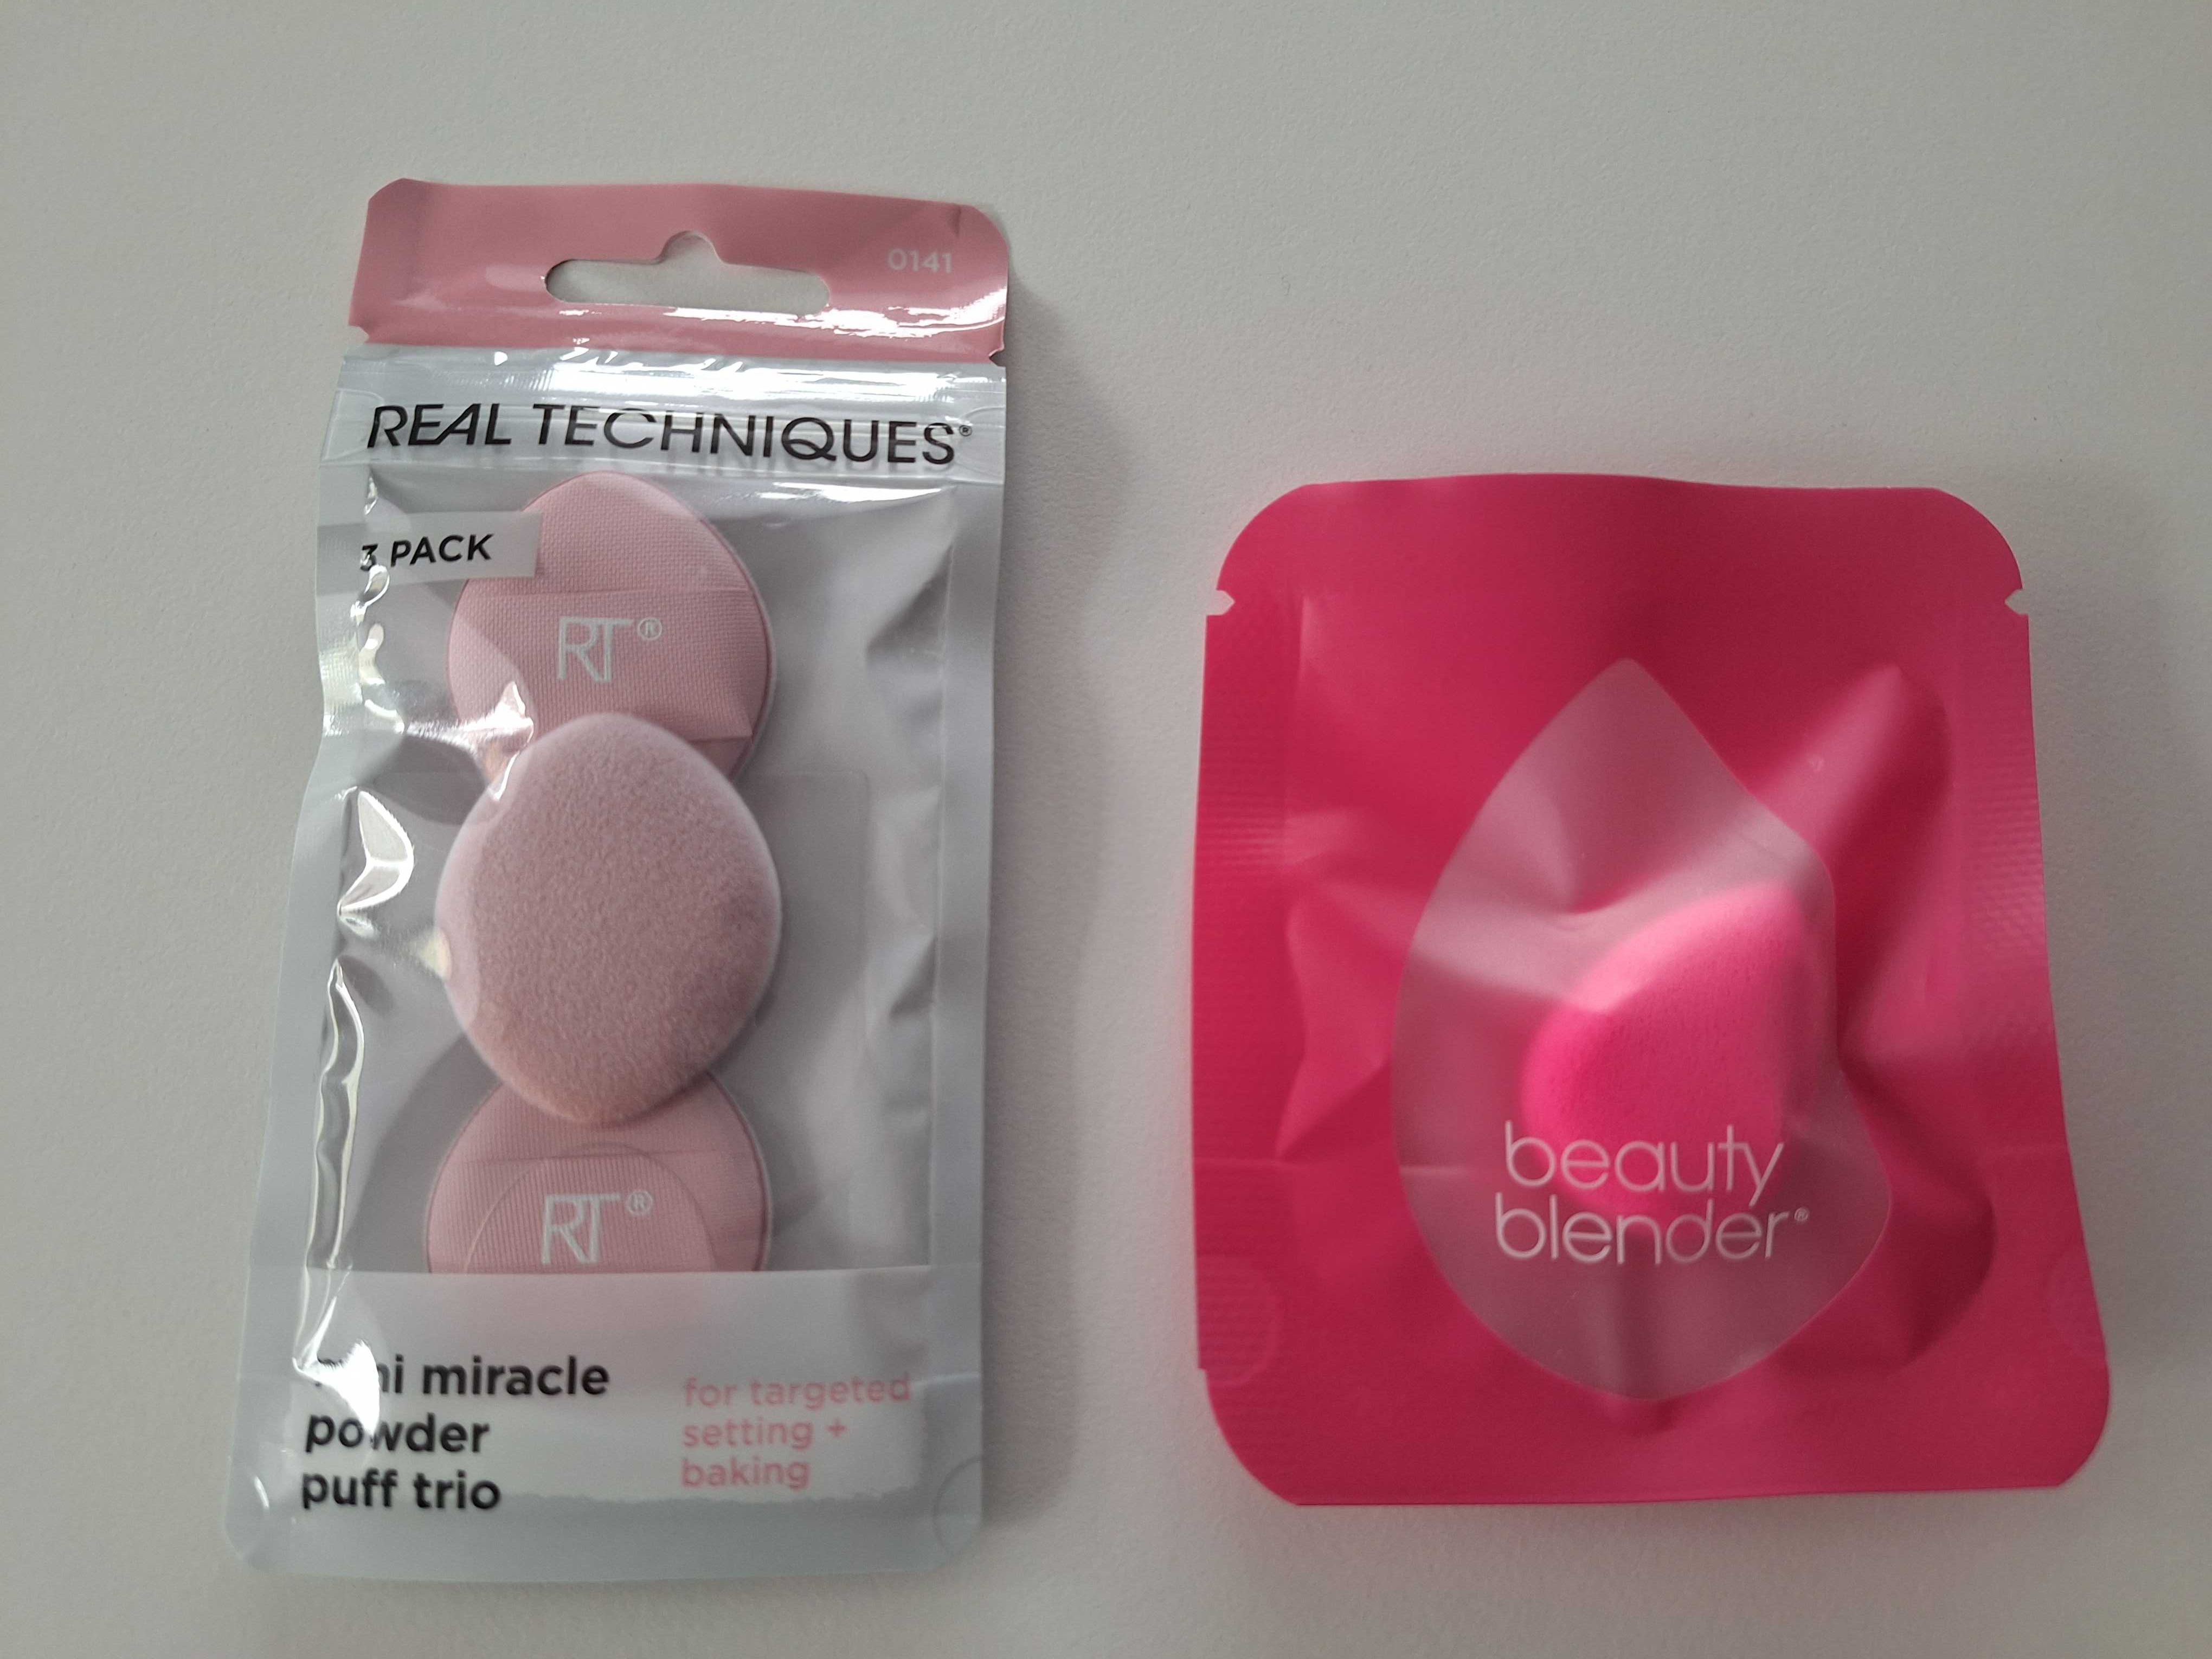 0141
REAL TECHNIQUES®
3 PACK
RT®
RT®
miracle
powder
puff trio
for targeted
setting +
baking
beauty
blender®